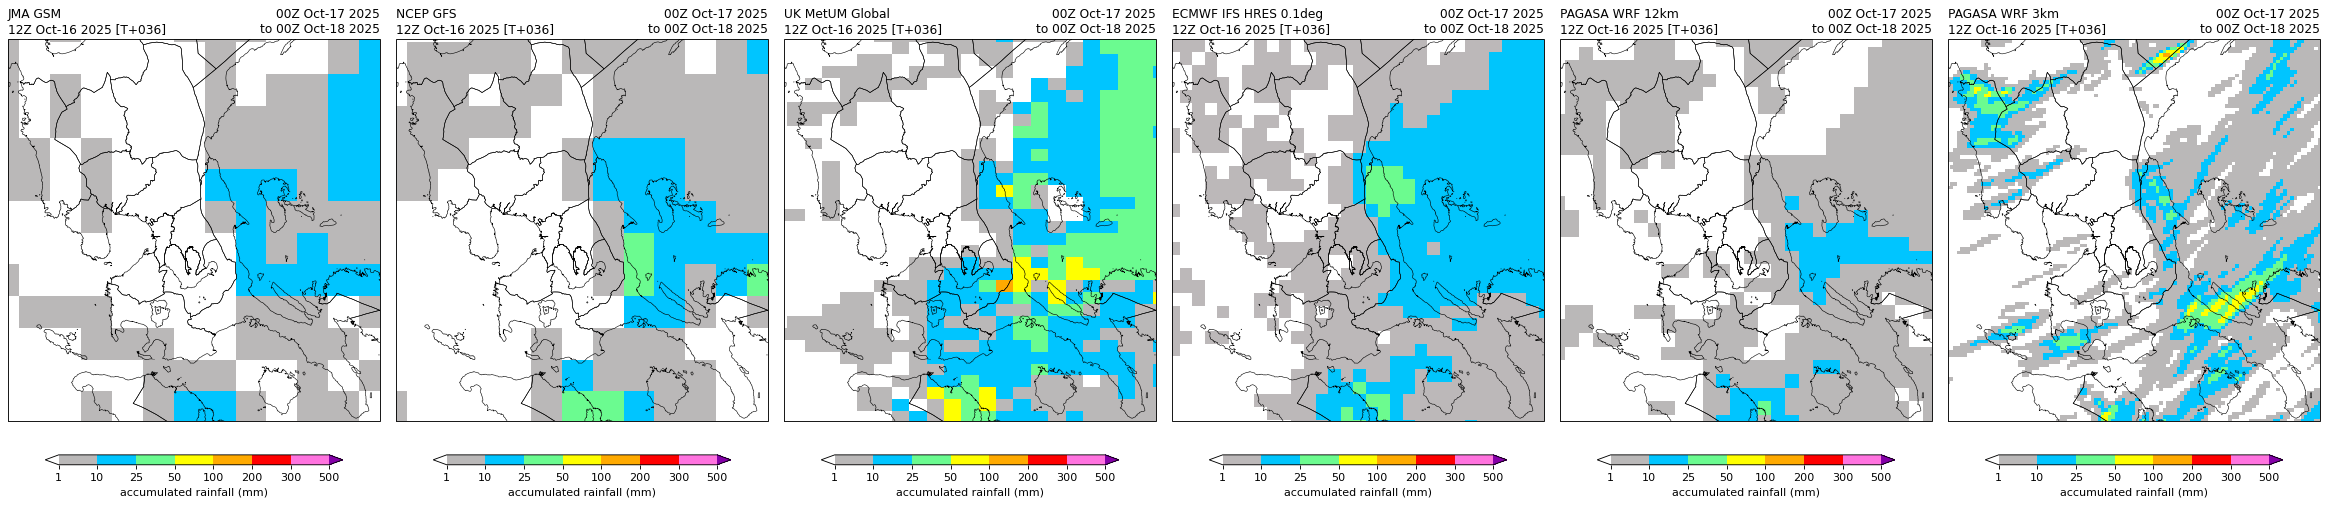 JMA GSM 00Z Oct-17 2025
12Z Oct-16 2025 [T+036] to 00Z Oct-18 2025
NCEP GFS 00Z Oct-17 2025
12Z Oct-16 2025 [T+036] to 00Z Oct-18 2025
UK MetUM Global 00Z Oct-17 2025
12Z Oct-16 2025 [T+036] to 00Z Oct-18 2025
ECMWF IFS HRES 0.1deg 00Z Oct-17 2025
12Z Oct-16 2025 [T+036] to 00Z Oct-18 2025
PAGASA WRF 12km 00Z Oct-17 2025
12Z Oct-16 2025 [T+036] to 00Z Oct-18 2025
PAGASA WRF 3km 00Z Oct-17 2025
12Z Oct-16 2025 [T+036] to 00Z Oct-18 2025
1 10 25 50 100 200 300 500
accumulated rainfall (mm)
1 10 25 50 100 200 300 500
accumulated rainfall (mm)
1 10 25 50 100 200 300 500
accumulated rainfall (mm)
1 10 25 50 100 200 300 500
accumulated rainfall (mm)
1 10 25 50 100 200 300 500
accumulated rainfall (mm)
1 10 25 50 100 200 300 500
accumulated rainfall (mm)